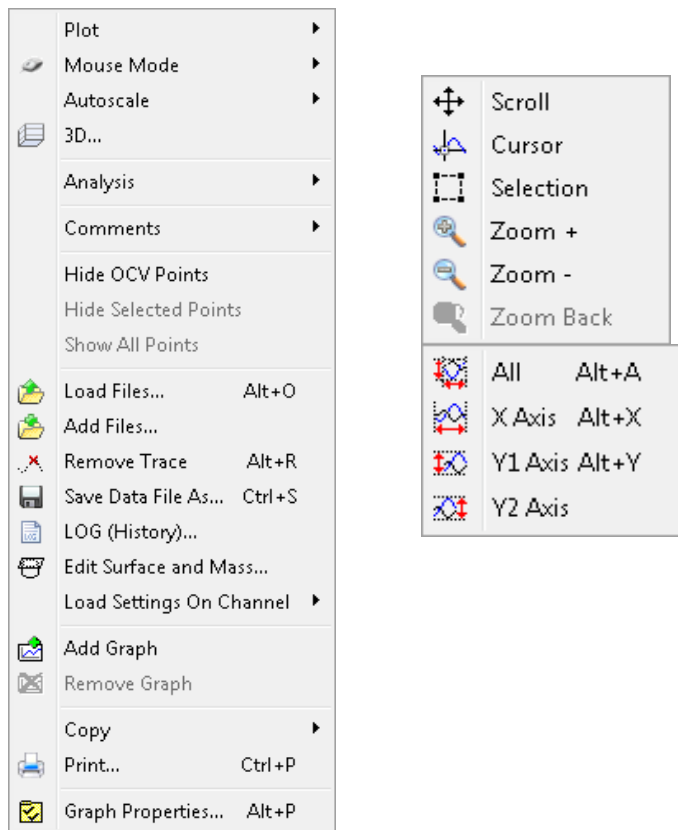 Plot
Mouse Mode
Autoscale
3D...
Analysis
Comments
Hide OCV Points
Hide Selected Points
Show All Points
Load Files... Alt+O
Add Files...
Remove Trace Alt+R
Save Data File As... Ctrl+S
LOG (History)...
Edit Surface and Mass...
Load Settings On Channel
Add Graph
Remove Graph
Copy
Print... Ctrl+P
Graph Properties... Alt+P
Scroll
Cursor
Selection
Zoom +
Zoom -
Zoom Back
All Alt+A
X Axis Alt+X
Y1 Axis Alt+Y
Y2 Axis